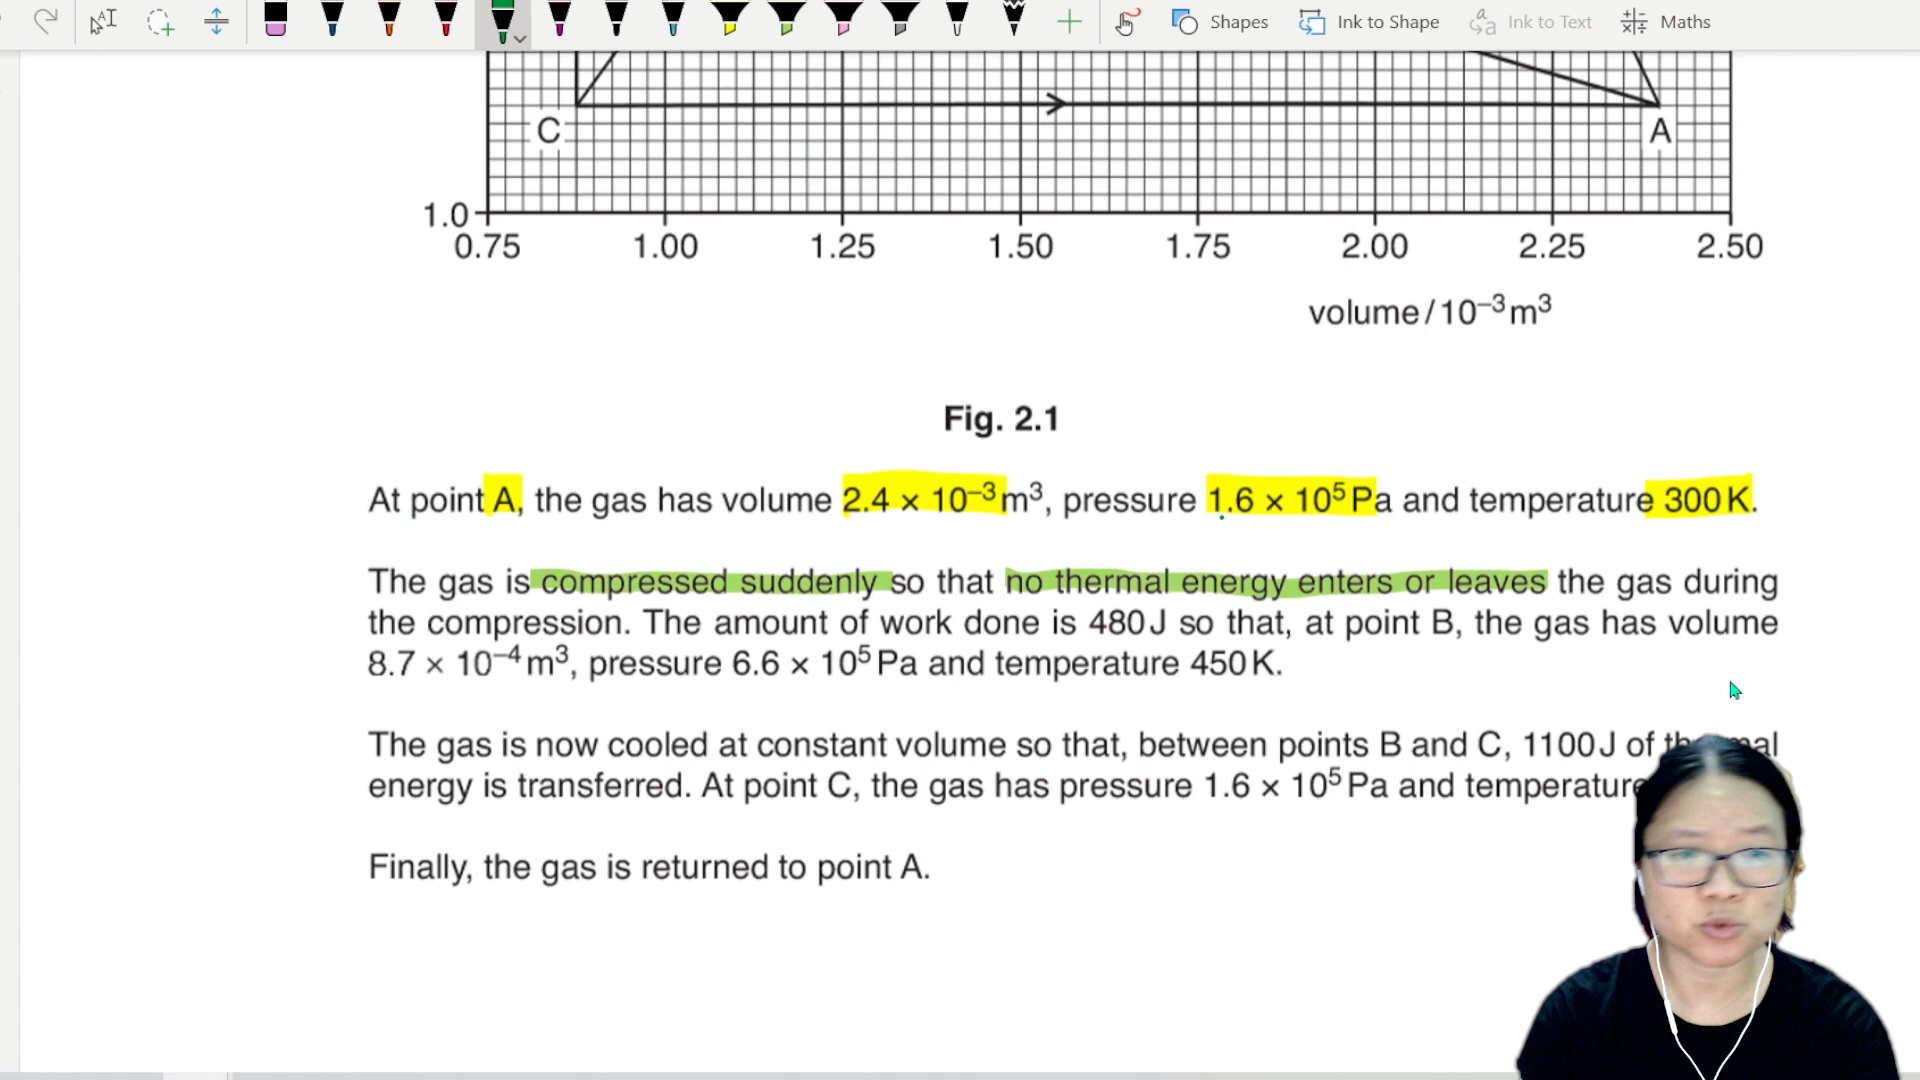 Shapes
Ink to Shape
Ink to Text
Maths
C
A
1.0
0.75 1.00 1.25 1.50 1.75 2.00 2.25 2.50
volume / 10⁻³ m³
Fig. 2.1
At point A, the gas has volume 2.4 × 10⁻³ m³, pressure 1.6 × 10⁵ Pa and temperature 300 K.
The gas is compressed suddenly so that no thermal energy enters or leaves the gas during
the compression. The amount of work done is 480 J so that, at point B, the gas has volume
8.7 × 10⁻⁴ m³, pressure 6.6 × 10⁵ Pa and temperature 450 K.
The gas is now cooled at constant volume so that, between points B and C, 1100 J of
energy is transferred. At point C, the gas has pressure 1.6 × 10⁵ Pa and temperature
Finally, the gas is returned to point A.